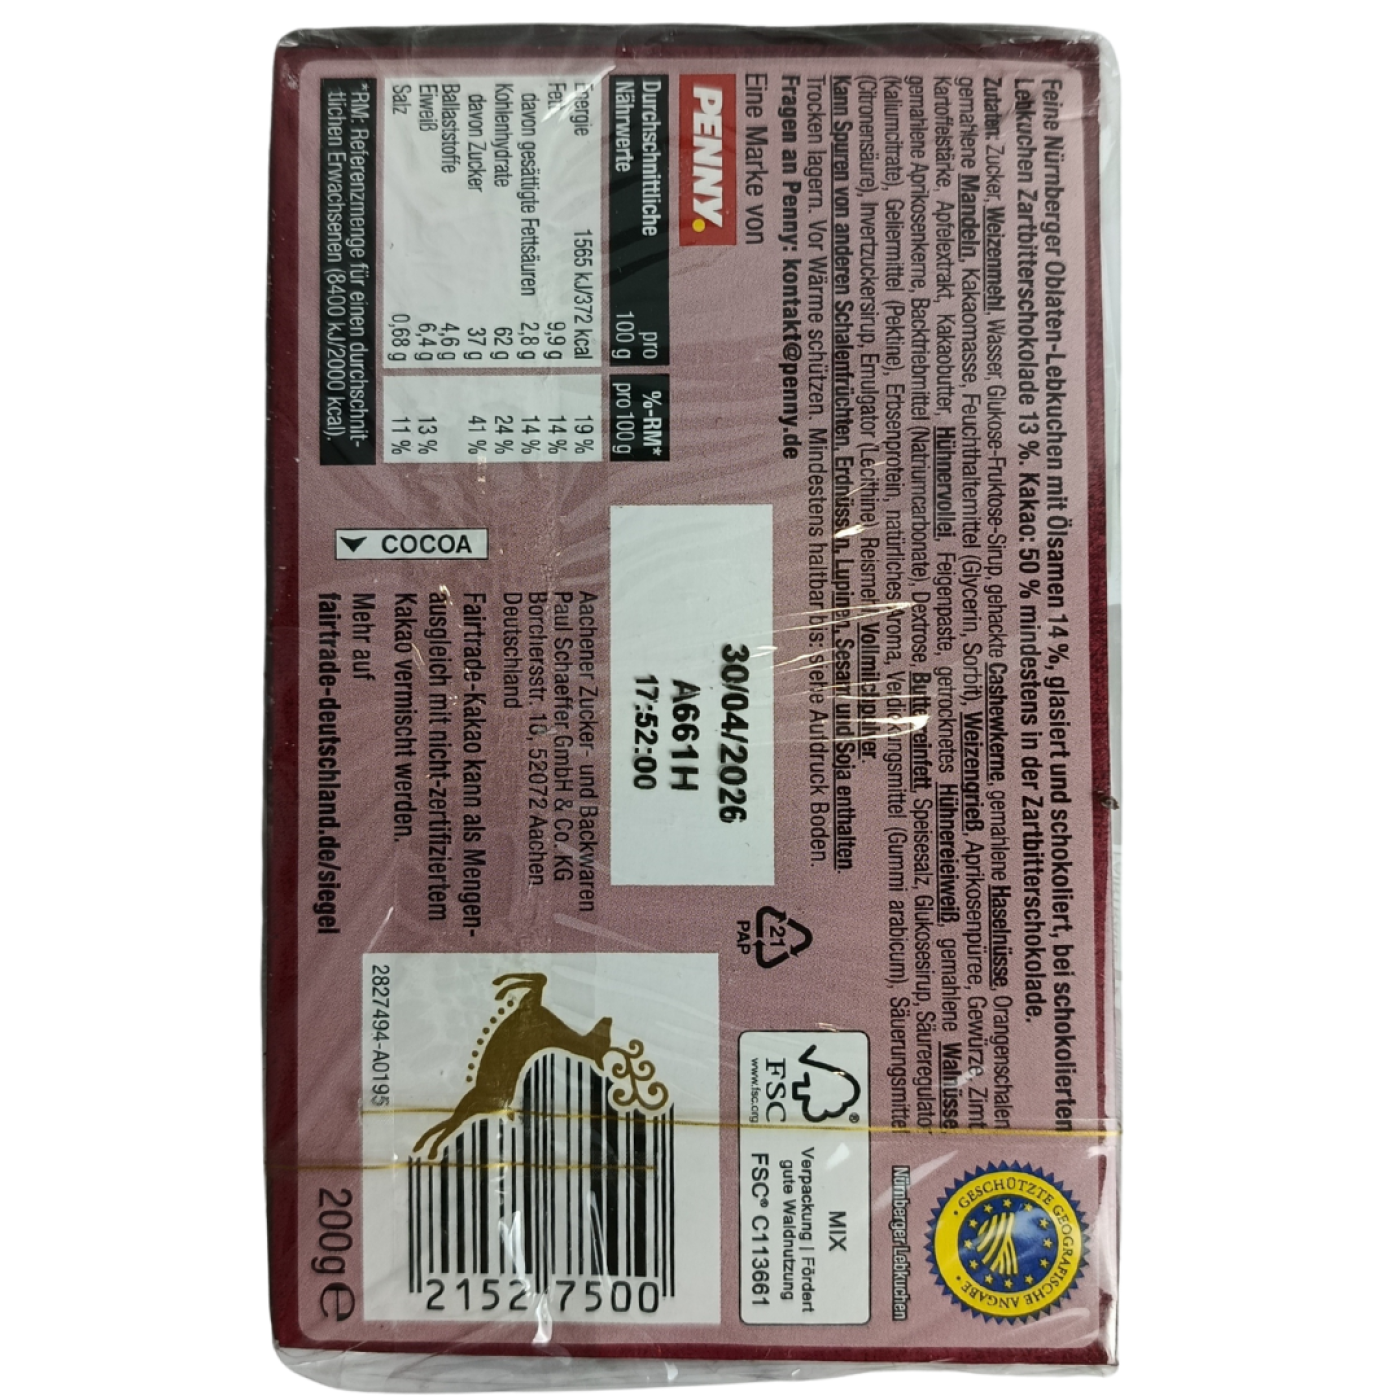 Feine Nürnberger Oblaten-Lebkuchen mit Ölsamen 14 %, glasiert und schokoliert, bei schokolierten
Lebkuchen Zartbitterschokolade 13 %. Kakao: 50 % mindestens in der Zartbitterschokolade.
Zutaten: Zucker, Weizenmehl, Wasser, Glukose-Fruktose-Sirup, gehackte Cashewkerne, gemahlene Haselnüsse, Orangenschalen,
gemahlene Mandeln, Kakaomasse, Feuchthaltemittel (Glycerin, Sorbit), Weizengrieß, Aprikosenpüree, Gewürze, Zimt
Kartoffelstärke, Apfelextrakt, Kakaobutter, Hühnervollei, Feigenpaste, getrocknetes Hühnereieiweiß, gemahlene Walnüsse,
gemahlene Aprikosenkerne, Backtriebmittel (Natriumcarbonate), Dextrose, Butterreinfett, Speisesalz, Glukosesirup, Säureregulator
(Kaliumcitrate), Geliermittel (Pektine), Erbsenprotein, natürliches Aroma, Verdickungsmittel (Gummi arabicum), Säuerungsmittel
(Citronensäure), Invertzuckersirup, Emulgator (Lecithine), Reismehl, Vollmilchpulver.
Kann Spuren von anderen Schalenfrüchten, Erdnüssen, Lupinen, Sesam und Soja enthalten.
Trocken lagern. Vor Wärme schützen. Mindestens haltbar bis: siehe Aufdruck Boden.
Fragen an Penny: kontakt@penny.de
Eine Marke von
PENNY.
Durchschnittliche Nährwerte pro 100 g %-RM* pro 100 g
Energie 1565 kJ/372 kcal 19 %
Fett 9,9 g 14 %
davon gesättigte Fettsäuren 2,8 g 14 %
Kohlenhydrate 62 g 24 %
davon Zucker 37 g 41 %
Ballaststoffe 4,6 g
Eiweiß 6,4 g 13 %
Salz 0,68 g 11 %
*RM: Referenzmenge für einen durchschnitt-
lichen Erwachsenen (8400 kJ/2000 kcal).
30/04/2026
A661H
17:52:00
Aachener Zucker- und Backwaren
Paul Schaeffer GmbH & Co. KG
Borchersstr. 18, 52072 Aachen
Deutschland
COCOA
Fairtrade-Kakao kann als Mengen-
ausgleich mit nicht-zertifiziertem
Kakao vermischt werden.
Mehr auf
fairtrade-deutschland.de/siegel
21
PAP
FSC®
www.fsc.org
MIX
Verpackung | Fördert
gute Waldnutzung
FSC® C113661
GESCHÜTZTE GEOGRAFISCHE ANGABE
Nürnberger Lebkuchen
2152 7500
2827494-A0195
200g e